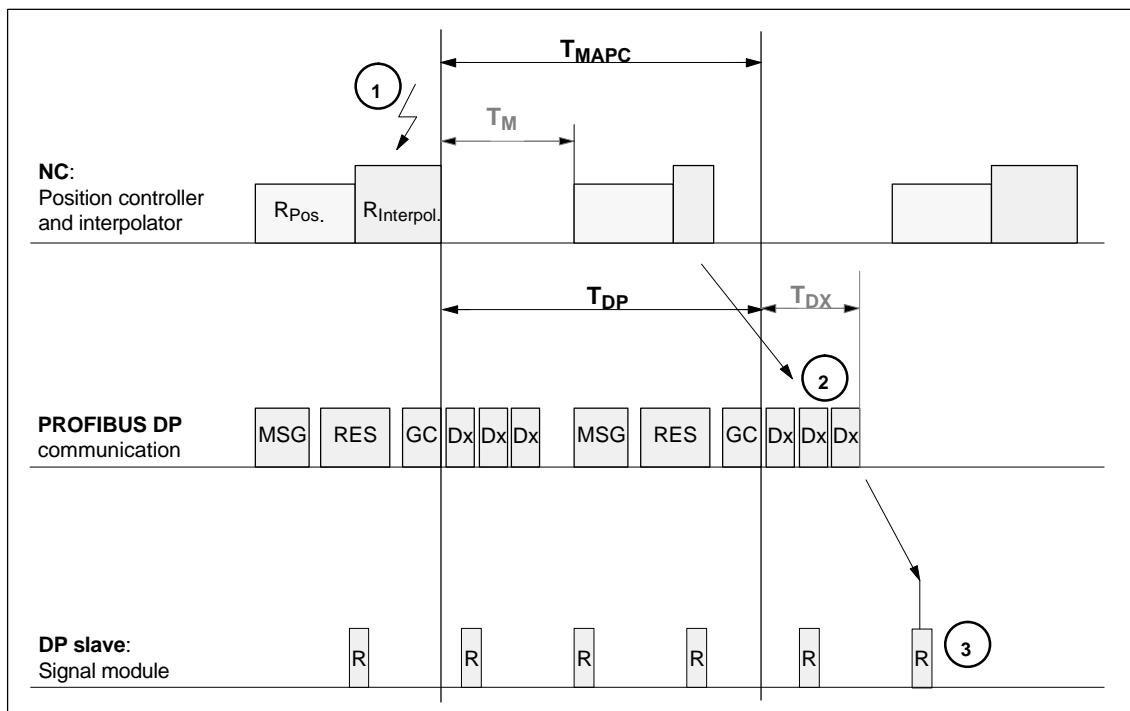 T_MAPC
1
T_M
NC:
Position controller
and interpolator
R_Pos.
R_Interpol.
T_DP
T_DX
2
PROFIBUS DP
communication
MSG RES GC Dx Dx Dx MSG RES GC Dx Dx Dx
DP slave:
Signal module
R R R R R R
3